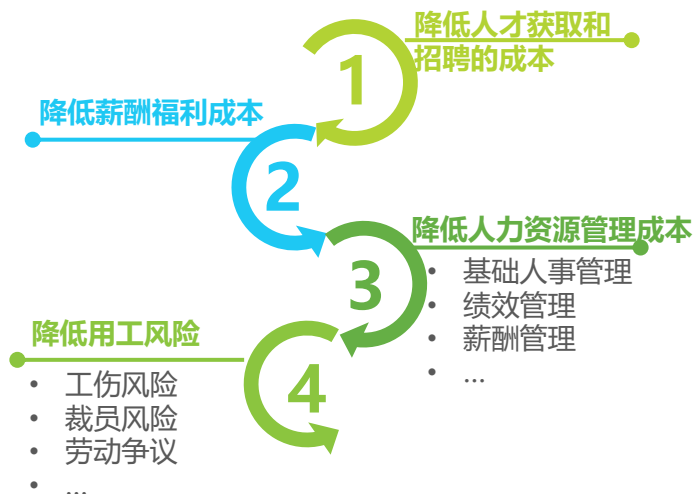 1
降低人才获取和
招聘的成本
2
降低薪酬福利成本
3
降低人力资源管理成本
• 基础人事管理
• 绩效管理
• 薪酬管理
• ...
4
降低用工风险
• 工伤风险
• 裁员风险
• 劳动争议
• ...